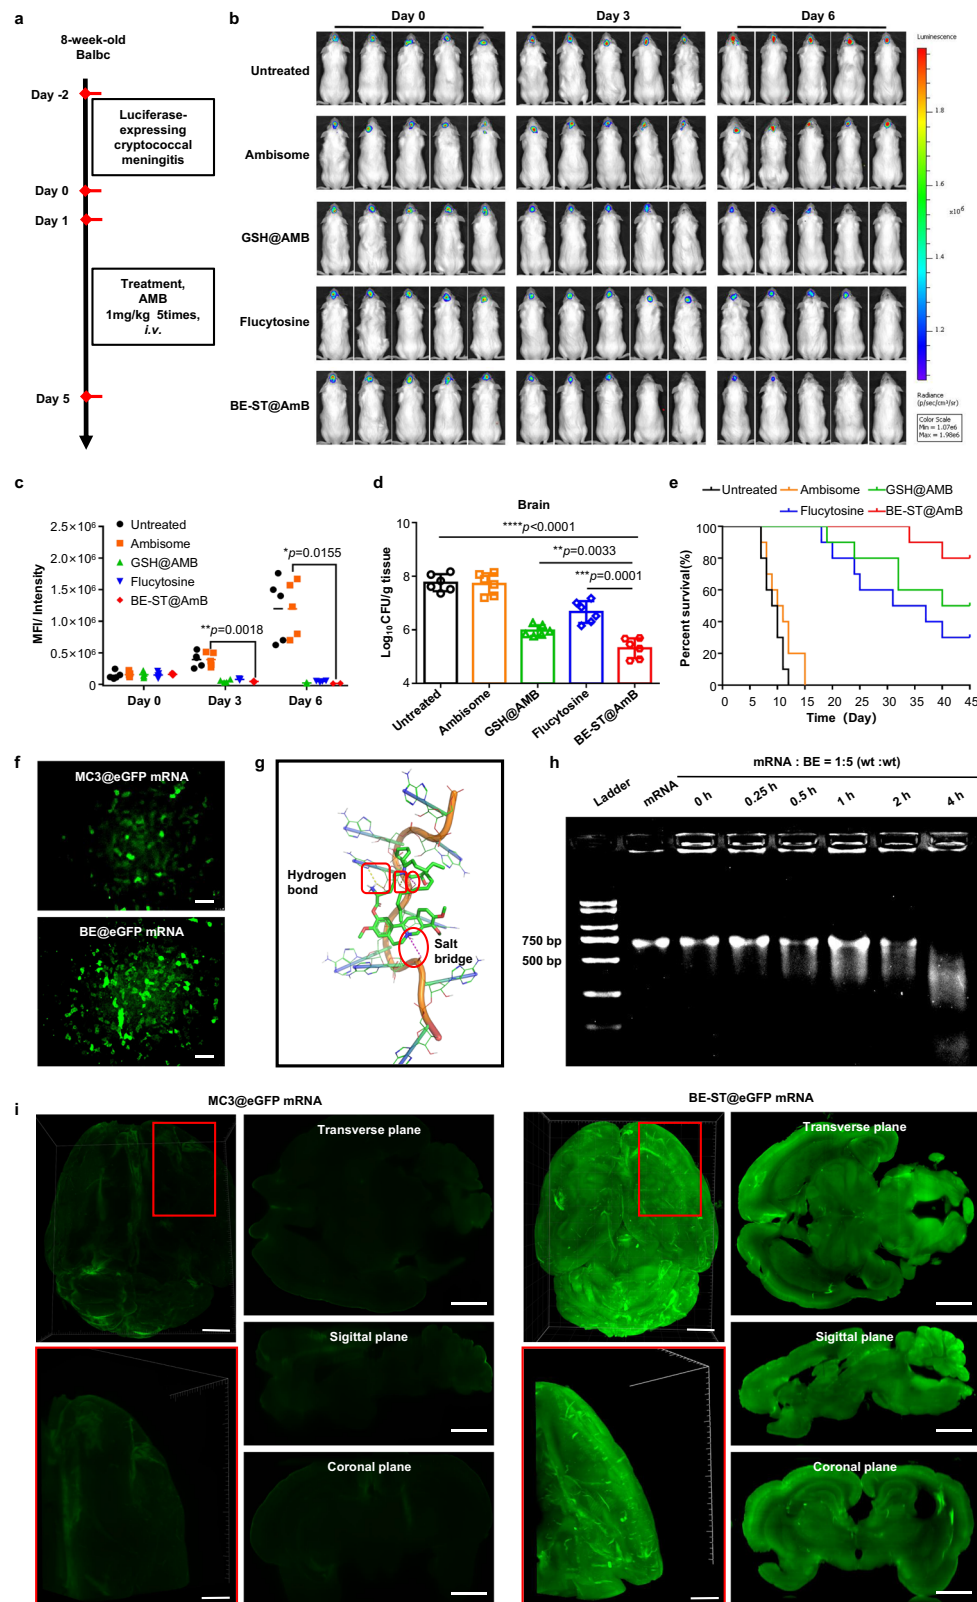 a
8-week-old
Balbc
Day -2
Luciferase-
expressing
cryptococcal
meningitis
Day 0
Day 1
Treatment,
AMB
1mg/kg 5times,
i.v.
Day 5
b
Day 0
Day 3
Day 6
Untreated
Ambisome
GSH@AMB
Flucytosine
BE-ST@AmB
Luminescence
1.8
1.6
x10⁶
1.4
1.2
Radiance
(p/sec/cm²/sr)
Color Scale
Min = 1.07e6
Max = 1.98e6
c
MFI/ Intensity
2.5×10⁶
2.0×10⁶
1.5×10⁶
1.0×10⁶
0.5×10⁶
0
Untreated
Ambisome
GSH@AMB
Flucytosine
BE-ST@AmB
**p=0.0018
*p=0.0155
Day 0
Day 3
Day 6
d
Brain
Log₁₀ CFU/g tissue
10
8
6
4
****p<0.0001
**p=0.0033
***p=0.0001
Untreated
Ambisome
GSH@AMB
Flucytosine
BE-ST@AmB
e
Untreated
Ambisome
GSH@AMB
Flucytosine
BE-ST@AmB
Percent survival(%)
100
80
60
40
20
0
0 5 10 15 20 25 30 35 40 45
Time (Day)
f
MC3@eGFP mRNA
BE@eGFP mRNA
g
Hydrogen
bond
Salt
bridge
h
mRNA : BE = 1:5 (wt :wt)
Ladder
mRNA
0 h
0.25 h
0.5 h
1 h
2 h
4 h
750 bp
500 bp
i
MC3@eGFP mRNA
Transverse plane
Sigittal plane
Coronal plane
BE-ST@eGFP mRNA
Transverse plane
Sigittal plane
Coronal plane